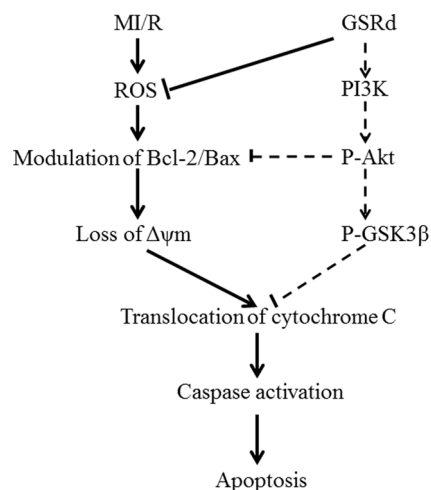 MI/R
GSRd
ROS
PI3K
Modulation of Bcl-2/Bax
P-Akt
Loss of Δψm
P-GSK3β
Translocation of cytochrome C
Caspase activation
Apoptosis